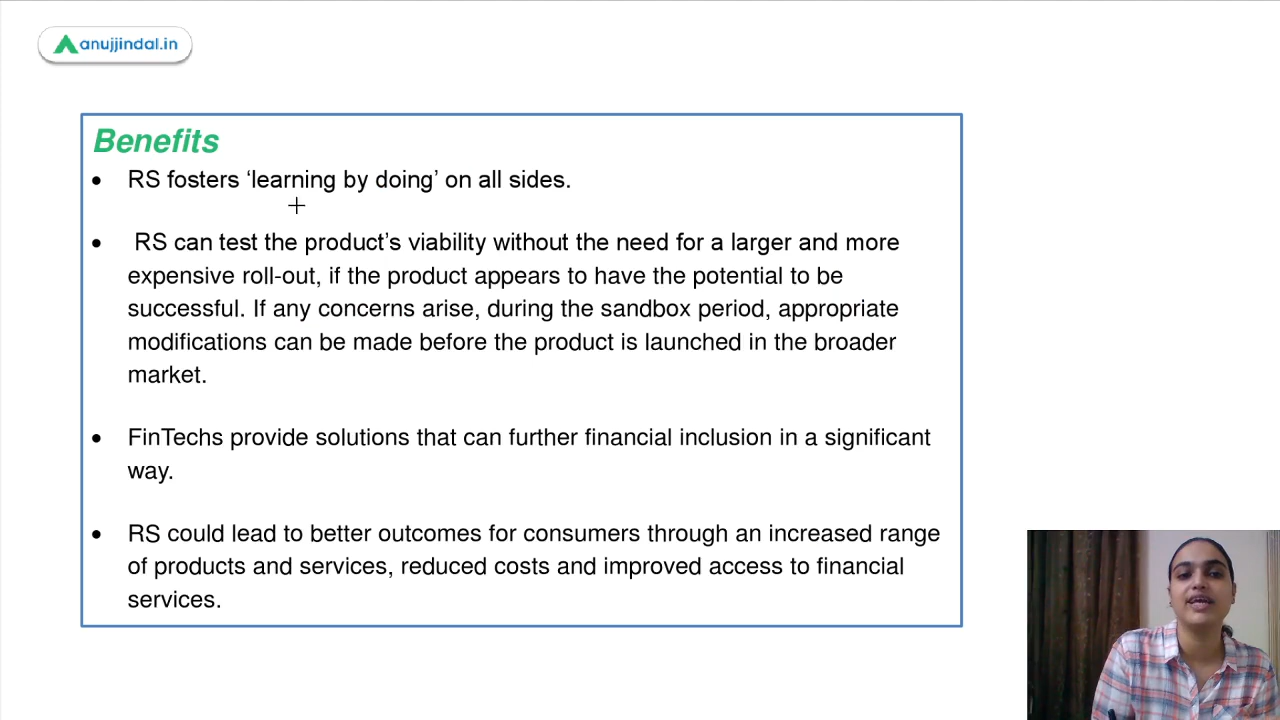 anujjindal.in
Benefits
• RS fosters ‘learning by doing’ on all sides.
• RS can test the product’s viability without the need for a larger and more
expensive roll-out, if the product appears to have the potential to be
successful. If any concerns arise, during the sandbox period, appropriate
modifications can be made before the product is launched in the broader
market.
• FinTechs provide solutions that can further financial inclusion in a significant
way.
• RS could lead to better outcomes for consumers through an increased range
of products and services, reduced costs and improved access to financial
services.